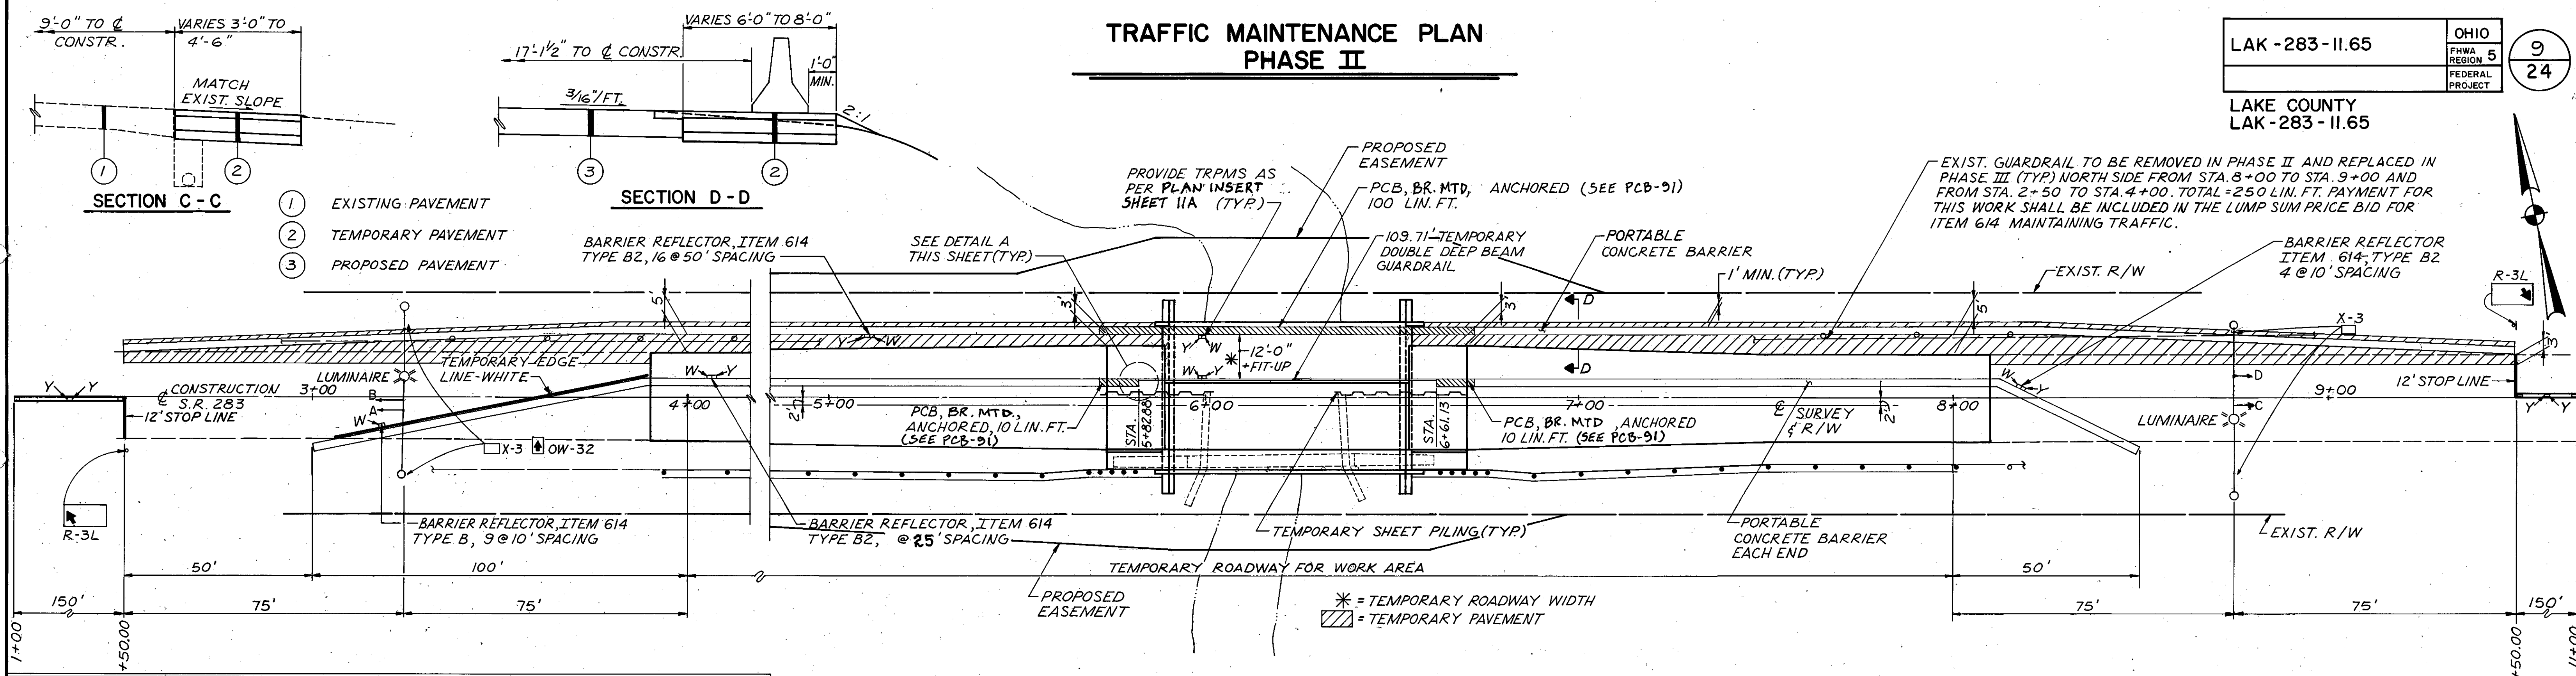 TRAFFIC MAINTENANCE PLAN
PHASE II
LAK-283-11.65
OHIO
FHWA REGION 5
FEDERAL PROJECT
9
24
LAKE COUNTY
LAK-283-11.65
9'-0" TO ℄
CONSTR.
VARIES 3'-0" TO
4'-6"
MATCH
EXIST. SLOPE
1
2
SECTION C-C
VARIES 6'-0" TO 8'-0"
17'-1½" TO ℄ CONSTR.
1'-0"
MIN.
3/16"/FT.
2:1
3
2
SECTION D-D
1 EXISTING PAVEMENT
2 TEMPORARY PAVEMENT
3 PROPOSED PAVEMENT
BARRIER REFLECTOR, ITEM 614
TYPE B2, 16 @ 50' SPACING
SEE DETAIL A
THIS SHEET (TYP.)
PROVIDE TRPMS AS
PER PLAN INSERT
SHEET 11A (TYP.)
PROPOSED
EASEMENT
PCB, BR. MTD, ANCHORED (SEE PCB-91)
100 LIN. FT.
109.71' TEMPORARY
DOUBLE DEEP BEAM
GUARDRAIL
PORTABLE
CONCRETE BARRIER
1' MIN. (TYP.)
EXIST. GUARDRAIL TO BE REMOVED IN PHASE II AND REPLACED IN
PHASE III (TYP.) NORTH SIDE FROM STA. 8+00 TO STA. 9+00 AND
FROM STA. 2+50 TO STA. 4+00. TOTAL = 250 LIN. FT. PAYMENT FOR
THIS WORK SHALL BE INCLUDED IN THE LUMP SUM PRICE BID FOR
ITEM 614 MAINTAINING TRAFFIC.
EXIST. R/W
BARRIER REFLECTOR
ITEM 614, TYPE B2
4 @ 10' SPACING
R-3L
X-3
5'
3'
3'
D
D
5'
3'
Y W
Y W
12'-0"
+FIT-UP
W Y
W Y
W
Y
TEMPORARY EDGE
LINE-WHITE
LUMINAIRE
℄ CONSTRUCTION
S.R. 283
12' STOP LINE
Y Y
3+00
B
A
W
4+00
5+00
2'-0"
PCB, BR. MTD.,
ANCHORED, 10 LIN. FT.
(SEE PCB-91)
STA.
5+82.88
6+00
STA.
6+61.13
PCB, BR. MTD, ANCHORED
10 LIN. FT. (SEE PCB-91)
7+00
℄ SURVEY
℄ R/W
2'-0"
8+00
LUMINAIRE
D
C
9+00
12' STOP LINE
Y Y
X-3
OW-32
R-3L
BARRIER REFLECTOR, ITEM 614
TYPE B, 9 @ 10' SPACING
BARRIER REFLECTOR, ITEM 614
TYPE B2, @ 25' SPACING
TEMPORARY SHEET PILING (TYP.)
PORTABLE
CONCRETE BARRIER
EACH END
EXIST. R/W
50'
100'
TEMPORARY ROADWAY FOR WORK AREA
50'
150'
75'
75'
PROPOSED
EASEMENT
* = TEMPORARY ROADWAY WIDTH
= TEMPORARY PAVEMENT
75'
75'
150'
1+00
+50.00
+50.00
11+00